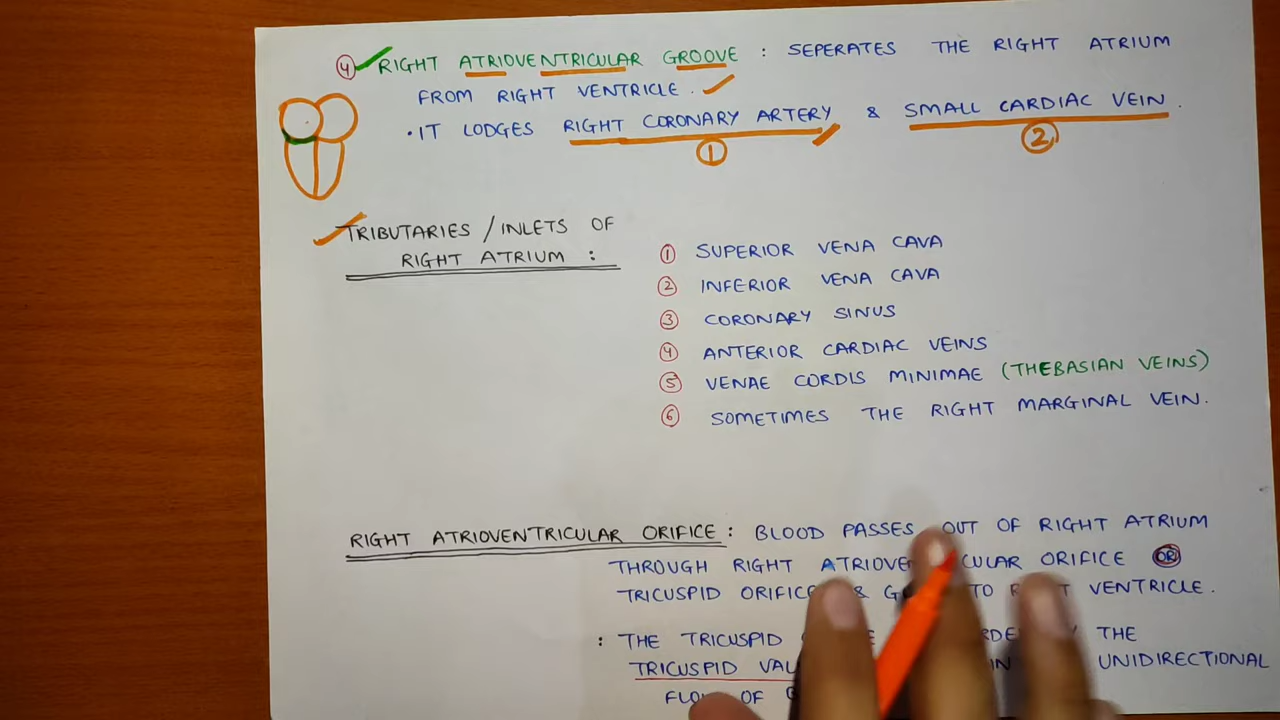 ④ RIGHT ATRIOVENTRICULAR GROOVE : SEPERATES THE RIGHT ATRIUM
FROM RIGHT VENTRICLE.
• IT LODGES RIGHT CORONARY ARTERY & SMALL CARDIAC VEIN.
① ②
TRIBUTARIES / INLETS OF
RIGHT ATRIUM :
① SUPERIOR VENA CAVA
② INFERIOR VENA CAVA
③ CORONARY SINUS
④ ANTERIOR CARDIAC VEINS
⑤ VENAE CORDIS MINIMAE (THEBASIAN VEINS)
⑥ SOMETIMES THE RIGHT MARGINAL VEIN.
RIGHT ATRIOVENTRICULAR ORIFICE : BLOOD PASSES OUT OF RIGHT ATRIUM
THROUGH RIGHT ORIFICE OR
TRICUSPID & TO VENTRICLE.
: THE TRICUSPID THE
TRICUSPID UNIDIRECTIONAL
OF